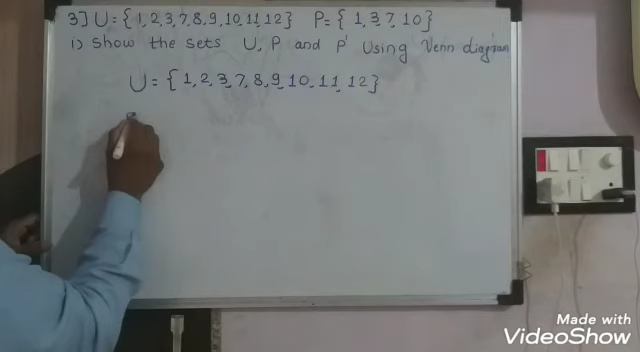 3] U = { 1, 2, 3, 7, 8, 9, 10, 11, 12 } P = { 1, 3, 7, 10 }
i) Show the sets U, P and P' Using Venn diagram
U = { 1, 2, 3, 7, 8, 9, 10, 11, 12 }
Made with
VideoShow